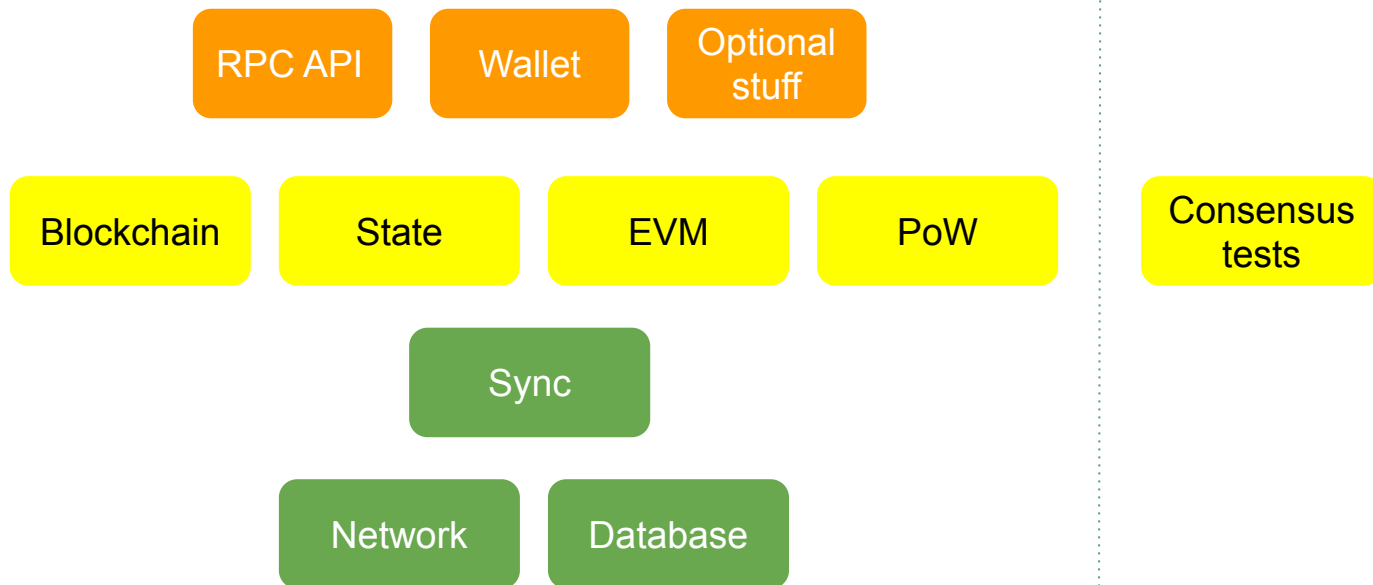 RPC API
Wallet
Optional
stuff
Blockchain
State
EVM
PoW
Consensus
tests
Sync
Network
Database